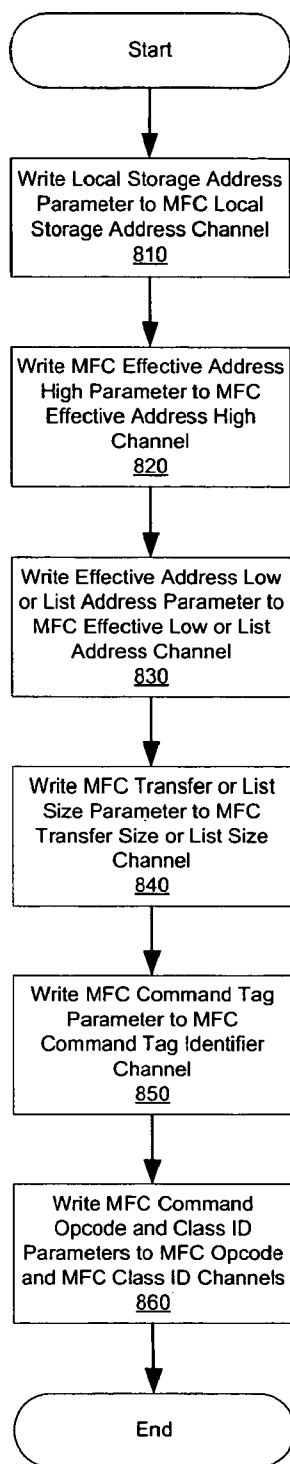 Start
Write Local Storage Address
Parameter to MFC Local
Storage Address Channel
810
Write MFC Effective Address
High Parameter to MFC
Effective Address High
Channel
820
Write Effective Address Low
or List Address Parameter to
MFC Effective Low or List
Address Channel
830
Write MFC Transfer or List
Size Parameter to MFC
Transfer Size or List Size
Channel
840
Write MFC Command Tag
Parameter to MFC
Command Tag Identifier
Channel
850
Write MFC Command
Opcode and Class ID
Parameters to MFC Opcode
and MFC Class ID Channels
860
End